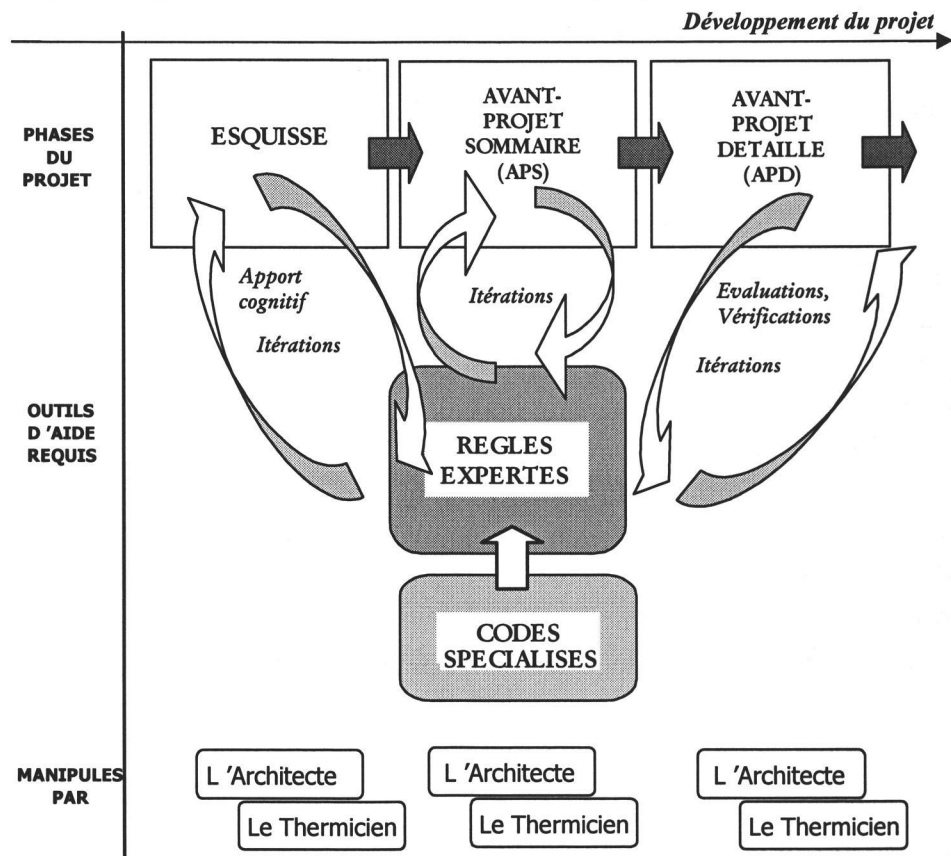 Développement du projet
PHASES
DU
PROJET
ESQUISSE
AVANT-
PROJET
SOMMAIRE
(APS)
AVANT-
PROJET
DETAILLE
(APD)
Apport
cognitif
Itérations
Itérations
Evaluations,
Vérifications
Itérations
OUTILS
D 'AIDE
REQUIS
REGLES
EXPERTES
CODES
SPECIALISES
MANIPULES
PAR
L 'Architecte
Le Thermicien
L 'Architecte
Le Thermicien
L 'Architecte
Le Thermicien